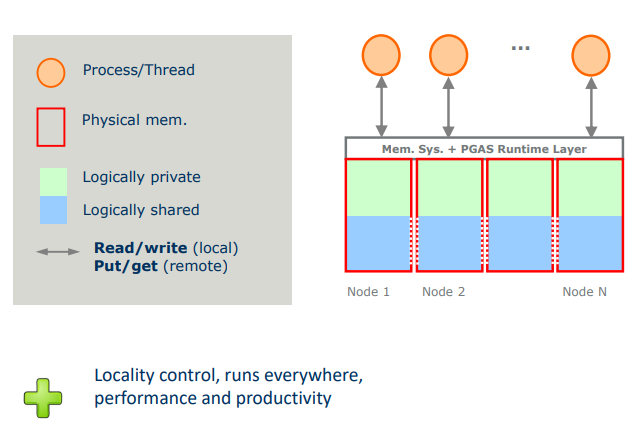 Process/Thread
Physical mem.
Logically private
Logically shared
Read/write (local)
Put/get (remote)
...
Mem. Sys. + PGAS Runtime Layer
Node 1
Node 2
Node N
Locality control, runs everywhere,
performance and productivity